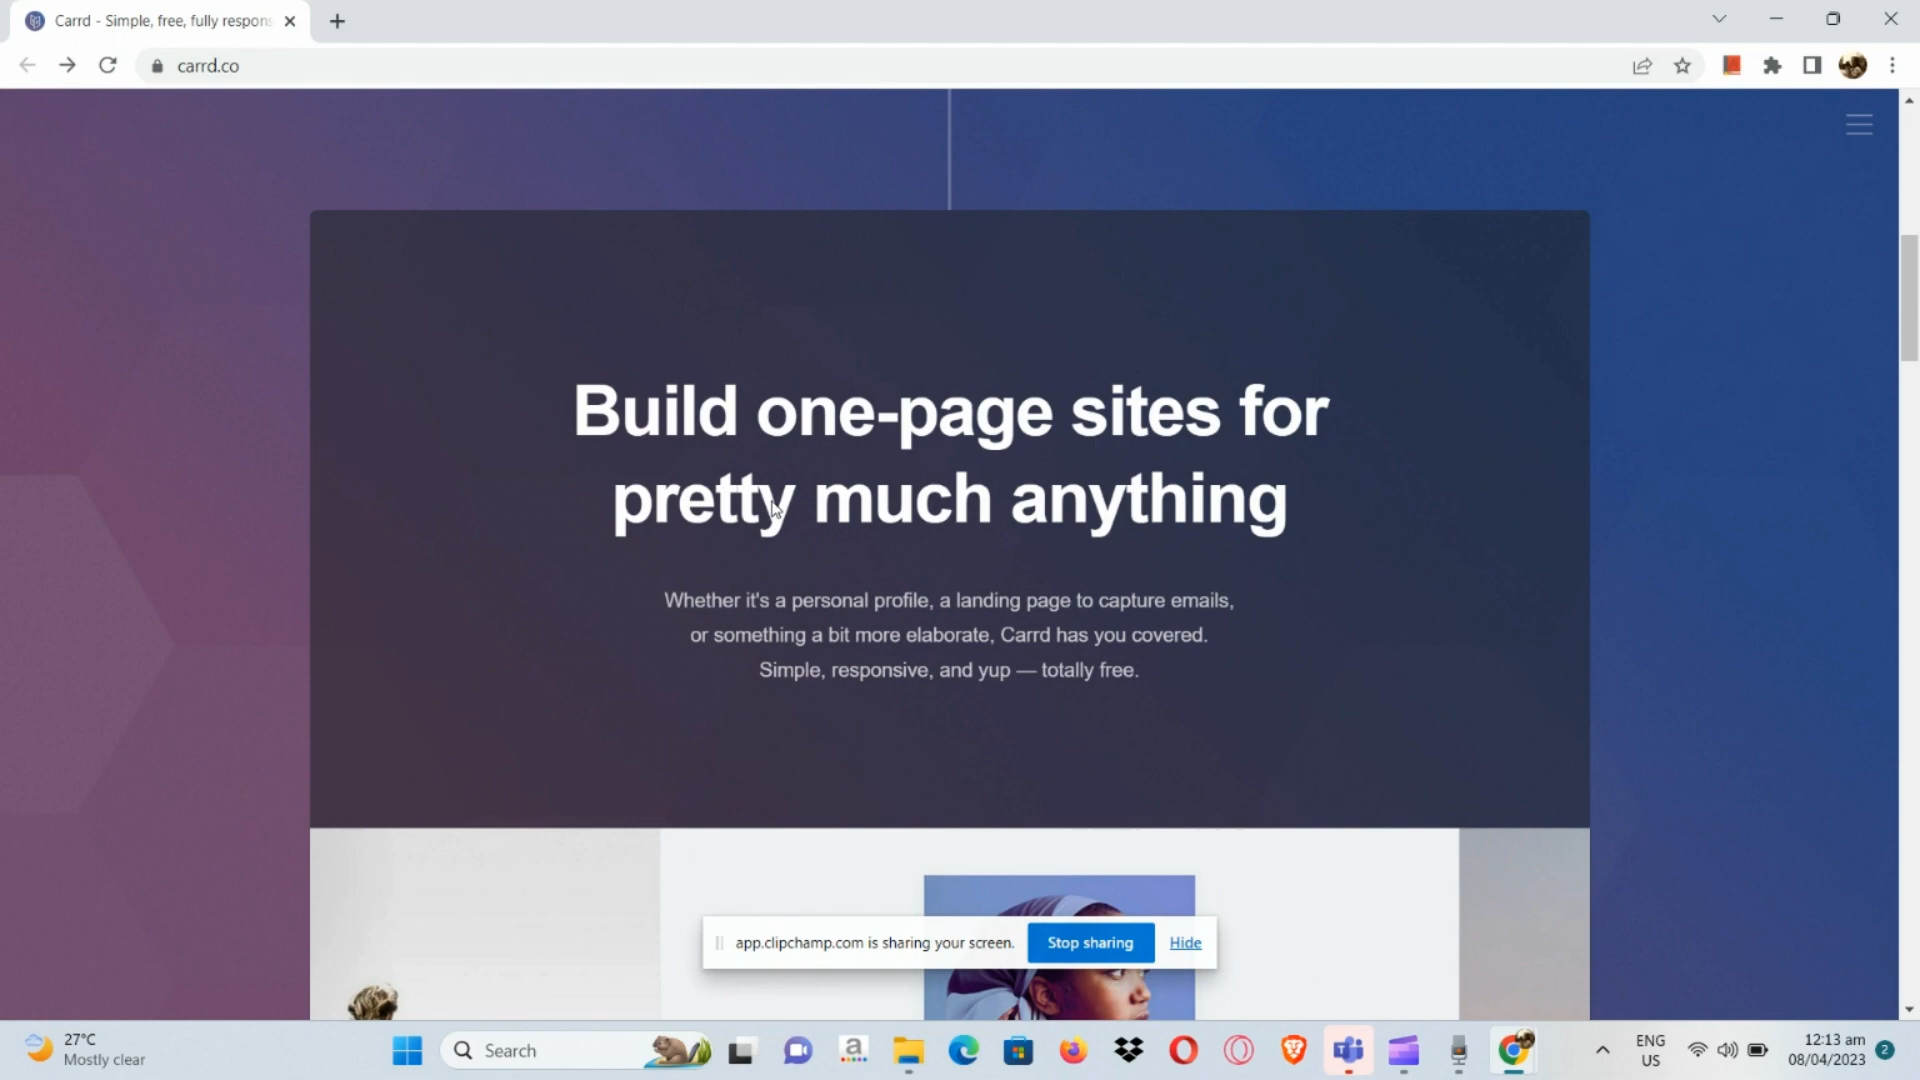 Carrd - Simple, free, fully respons
carrd.co
Build one-page sites for
pretty much anything
Whether it's a personal profile, a landing page to capture emails,
or something a bit more elaborate, Carrd has you covered.
Simple, responsive, and yup — totally free.
app.clipchamp.com is sharing your screen.
Stop sharing
Hide
27°C
Mostly clear
Search
a
ENG
US
12:13 am
08/04/2023
2